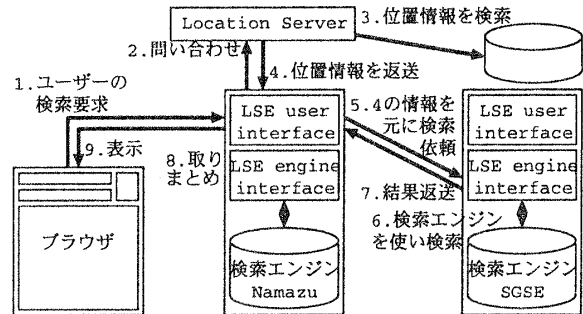 Location Server
3.位置情報を検索
2.問い合わせ
4.位置情報を返送
1.ユーザーの
検索要求
LSE user
interface
5.4の情報を
元に検索
依頼
LSE user
interface
9.表示
8.取り
まとめ
LSE engine
interface
LSE engine
interface
7.結果返送
6.検索エンジン
を使い検索
ブラウザ
検索エンジン
Namazu
検索エンジン
SGSE